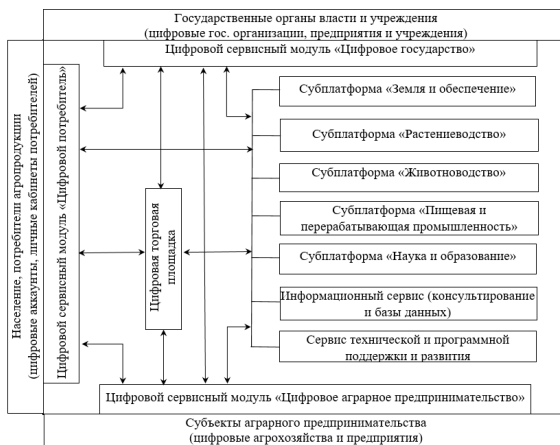 Государственные органы власти и учреждения
(цифровые гос. организации, предприятия и учреждения)
Цифровой сервисный модуль «Цифровое государство»
Население, потребители агропродукции
(цифровые аккаунты, личные кабинеты потребителей)
Цифровой сервисный модуль «Цифровой потребитель»
Цифровая торговая
площадка
Субплатформа «Земля и обеспечение»
Субплатформа «Растениеводство»
Субплатформа «Животноводство»
Субплатформа «Пищевая и
перерабатывающая промышленность»
Субплатформа «Наука и образование»
Информационный сервис (консультирование
и базы данных)
Сервис технической и программной
поддержки и развития
Цифровой сервисный модуль «Цифровое аграрное предпринимательство»
Субъекты аграрного предпринимательства
(цифровые агрохозяйства и предприятия)